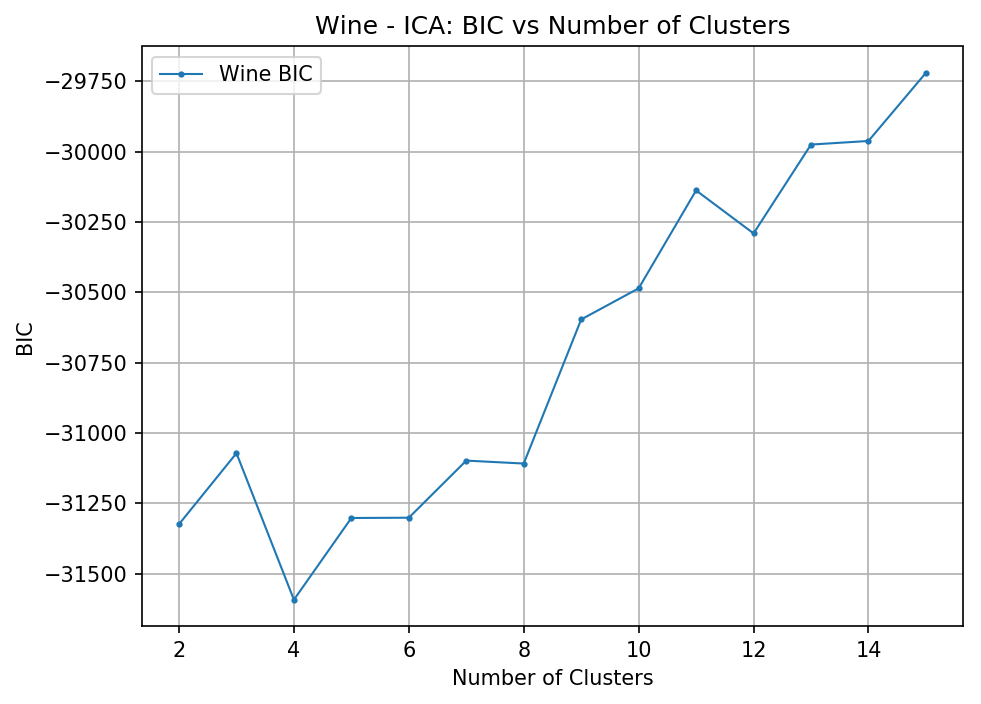 Wine - ICA: BIC vs Number of Clusters
Wine BIC
−29750
−30000
−30250
−30500
−30750
−31000
−31250
−31500
BIC
2 4 6 8 10 12 14
Number of Clusters